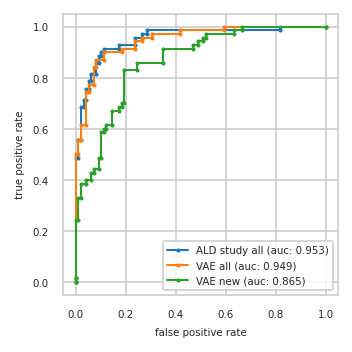 1.0
0.8
0.6
0.4
0.2
0.0
true positive rate
ALD study all (auc: 0.953)
VAE all (auc: 0.949)
VAE new (auc: 0.865)
0.0 0.2 0.4 0.6 0.8 1.0
false positive rate